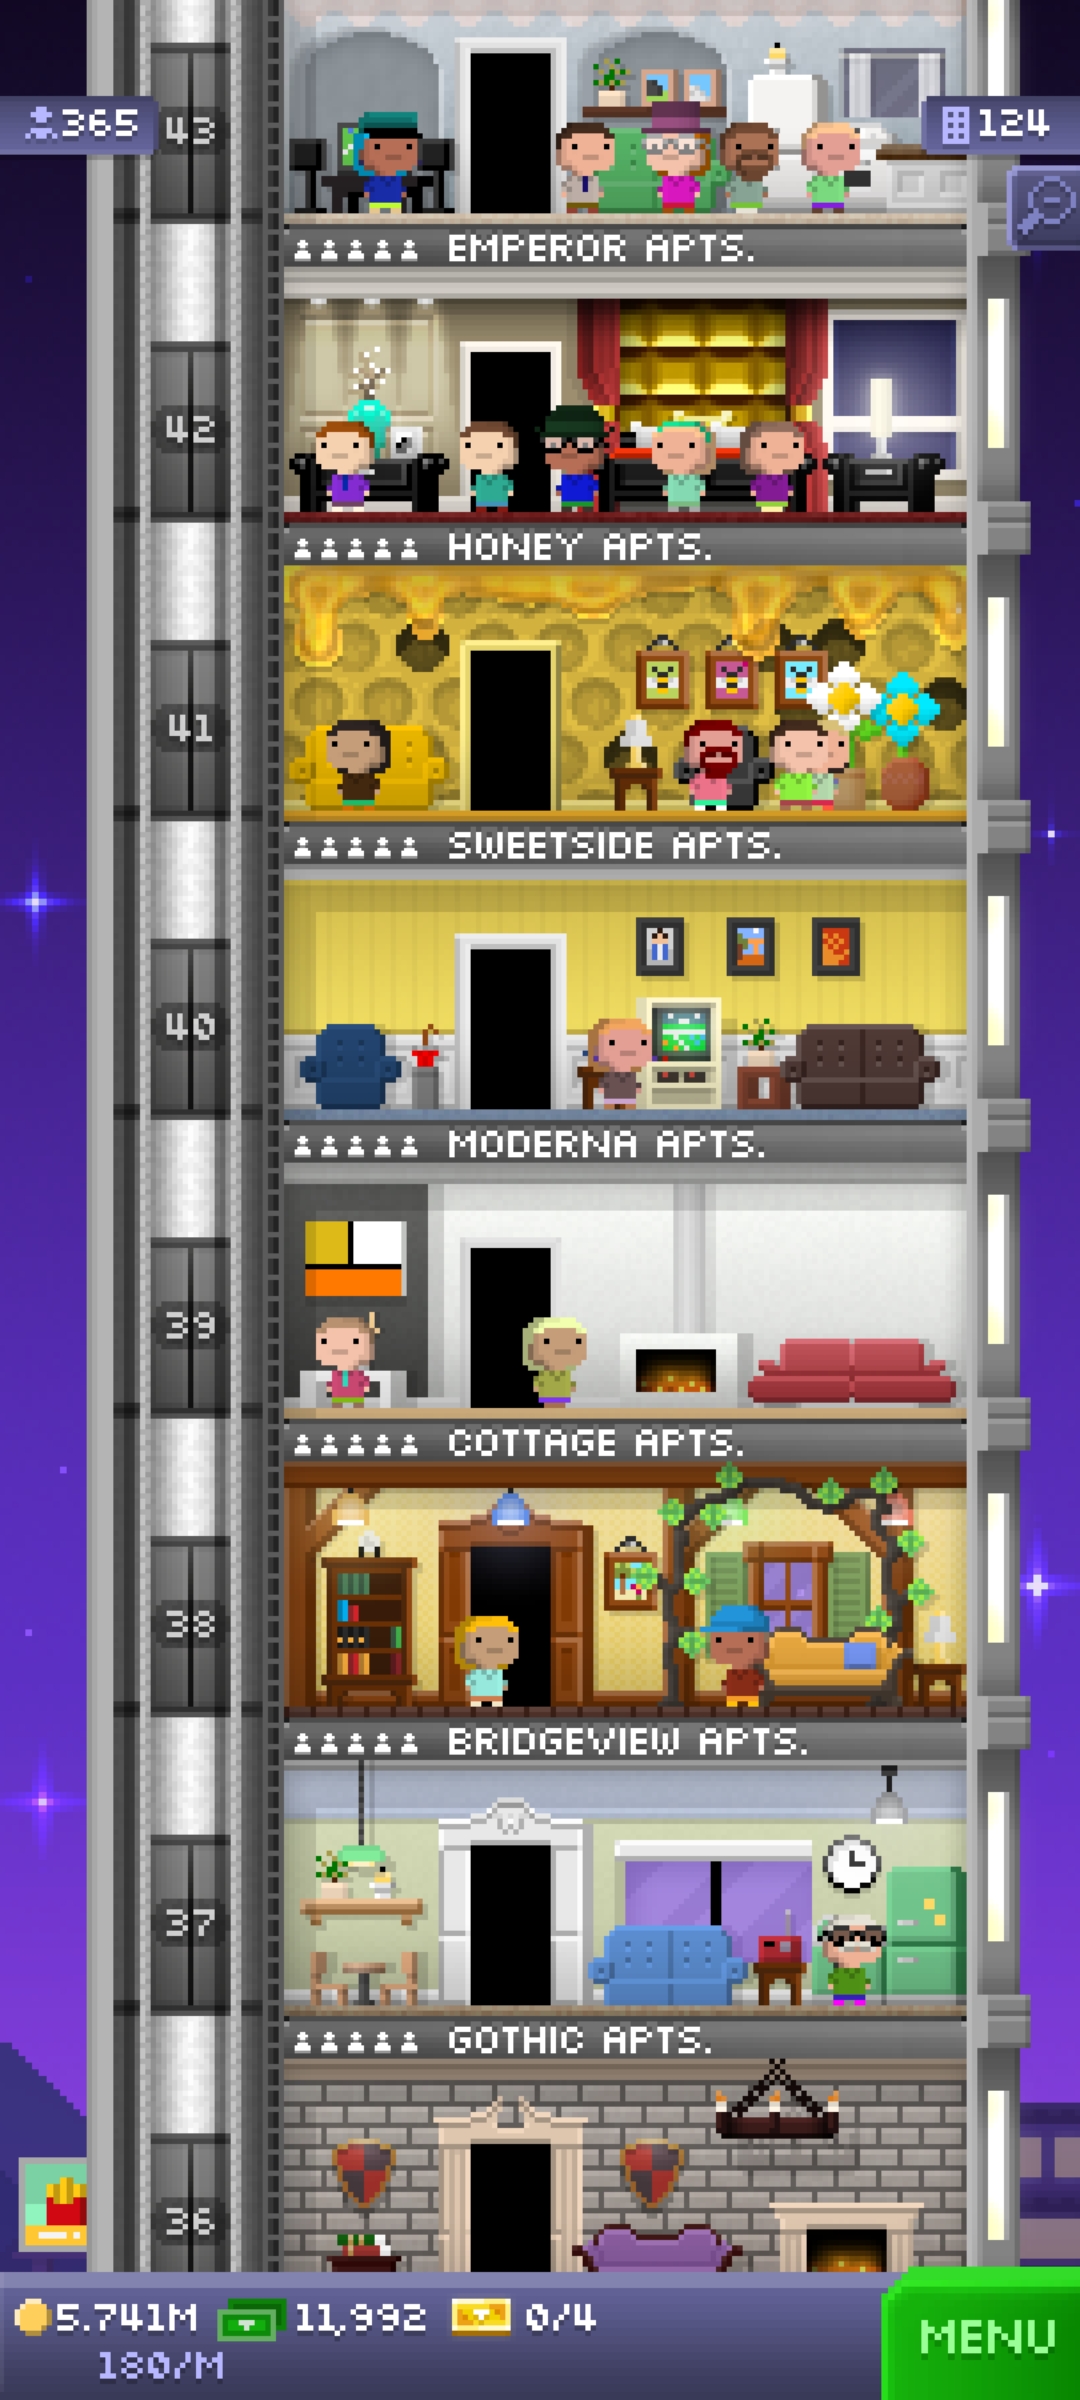 365
43
124
EMPEROR APTS.
42
HONEY APTS.
41
SWEETSIDE APTS.
40
MODERNA APTS.
39
COTTAGE APTS.
38
BRIDGEVIEW APTS.
37
GOTHIC APTS.
36
5.741M 11,992 0/4
180/M
MENU